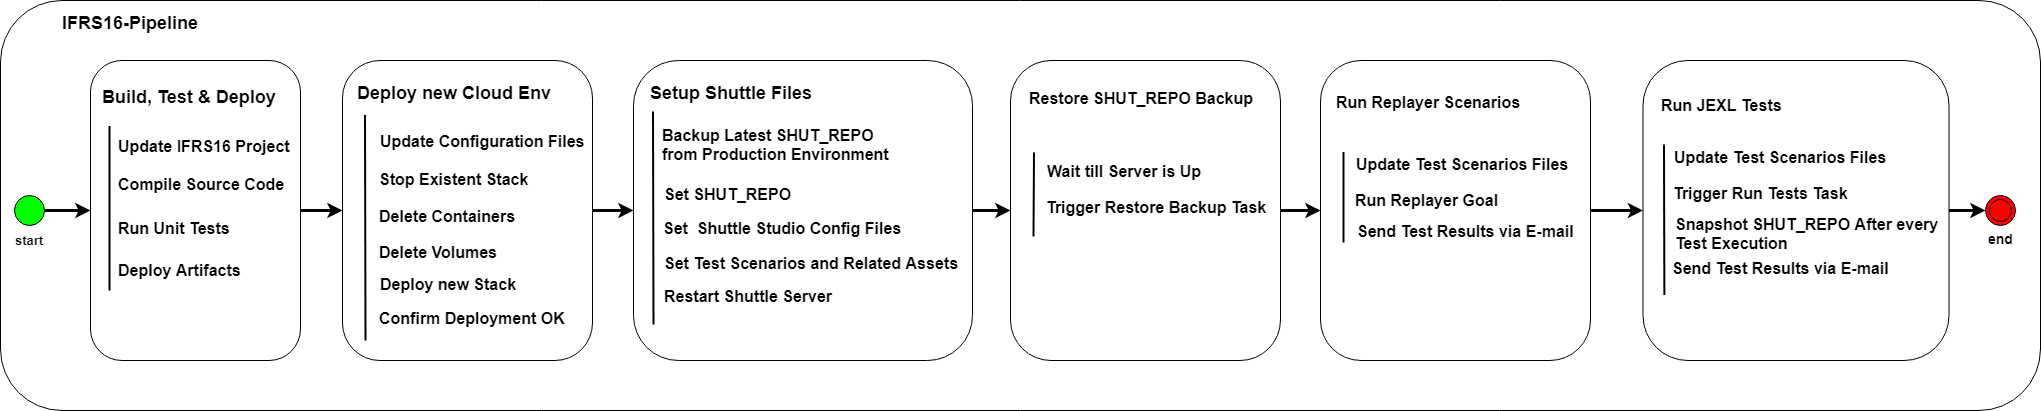 IFRS16-Pipeline
start
Build, Test & Deploy
Update IFRS16 Project
Compile Source Code
Run Unit Tests
Deploy Artifacts
Deploy new Cloud Env
Update Configuration Files
Stop Existent Stack
Delete Containers
Delete Volumes
Deploy new Stack
Confirm Deployment OK
Setup Shuttle Files
Backup Latest SHUT_REPO
from Production Environment
Set SHUT_REPO
Set Shuttle Studio Config Files
Set Test Scenarios and Related Assets
Restart Shuttle Server
Restore SHUT_REPO Backup
Wait till Server is Up
Trigger Restore Backup Task
Run Replayer Scenarios
Update Test Scenarios Files
Run Replayer Goal
Send Test Results via E-mail
Run JEXL Tests
Update Test Scenarios Files
Trigger Run Tests Task
Snapshot SHUT_REPO After every
Test Execution
Send Test Results via E-mail
end